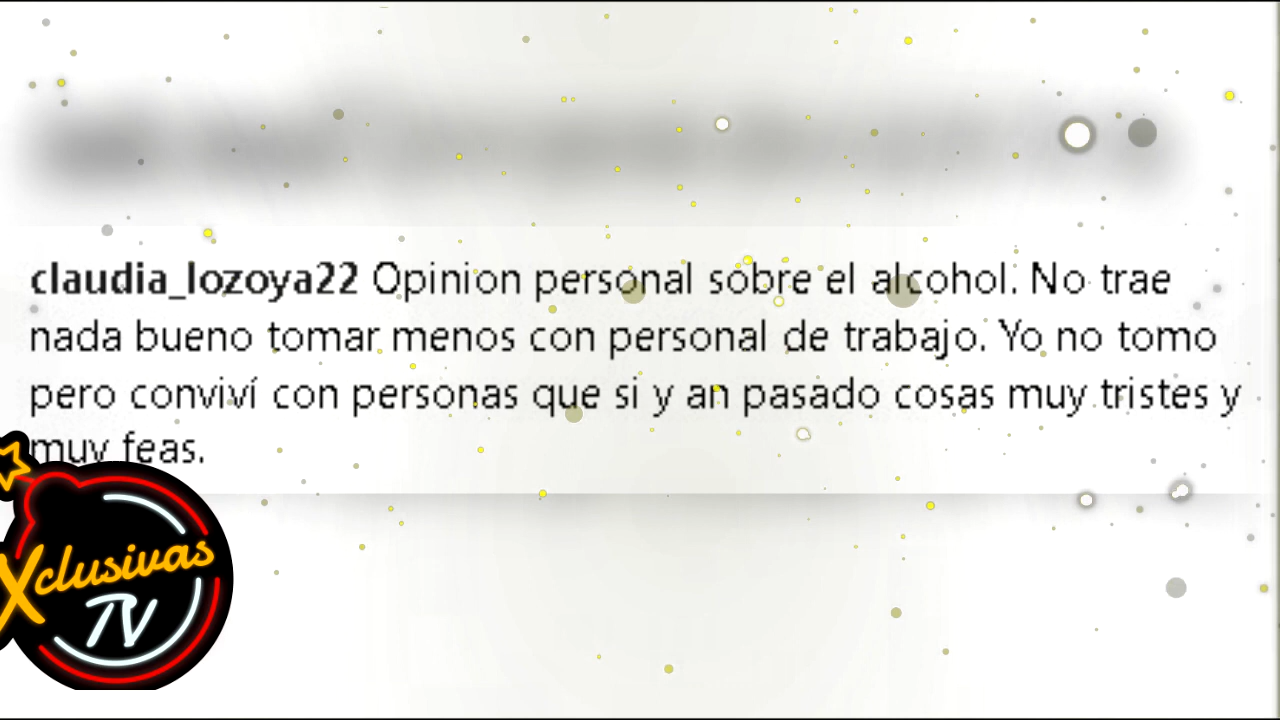 claudia_lozoya22 Opinion personal sobre el alcohol. No trae
nada bueno tomar menos con personal de trabajo. Yo no tomo
pero conviví con personas que si y an pasado cosas muy tristes y
muy feas.
Xclusivas
TV